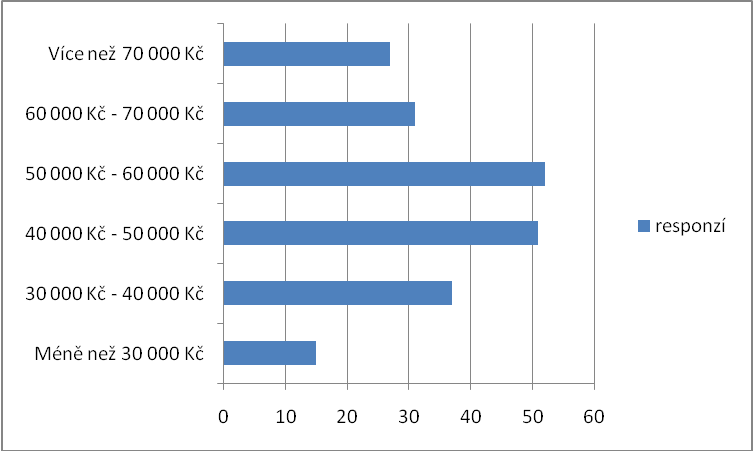 Více než 70 000 Kč
60 000 Kč - 70 000 Kč
50 000 Kč - 60 000 Kč
40 000 Kč - 50 000 Kč
30 000 Kč - 40 000 Kč
Méně než 30 000 Kč
0 10 20 30 40 50 60
responzí